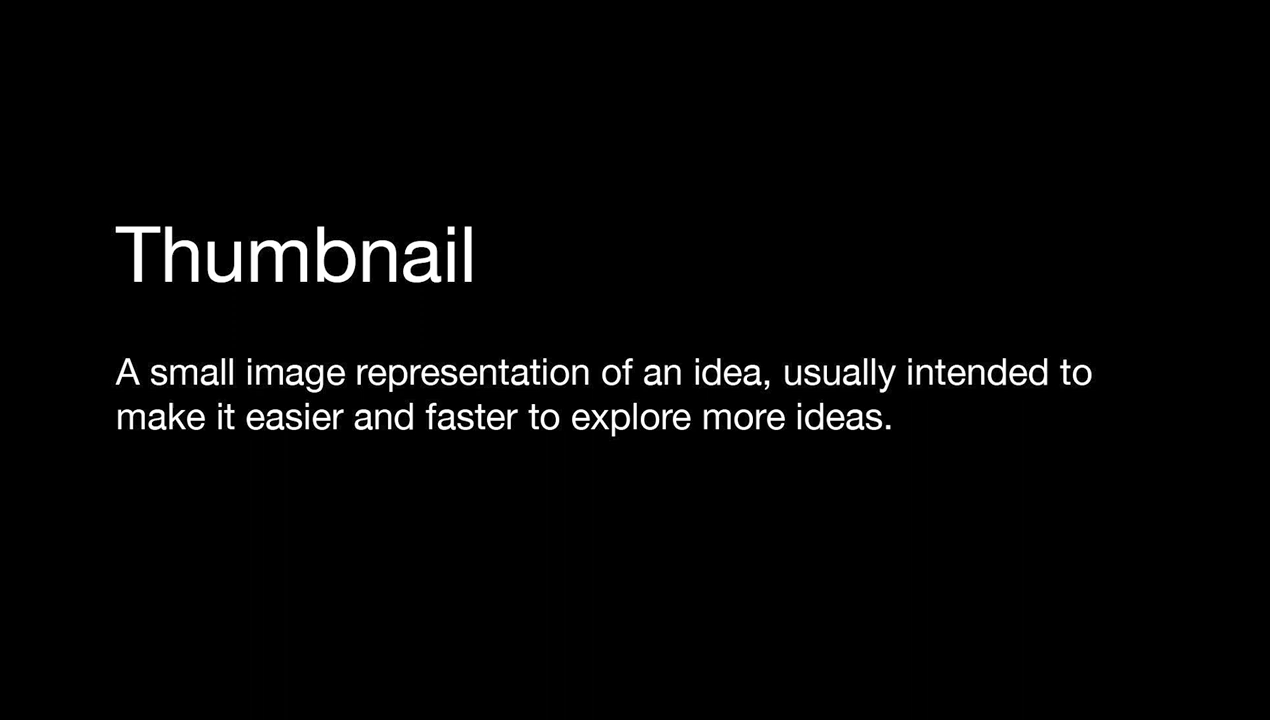 Thumbnail
A small image representation of an idea, usually intended to
make it easier and faster to explore more ideas.